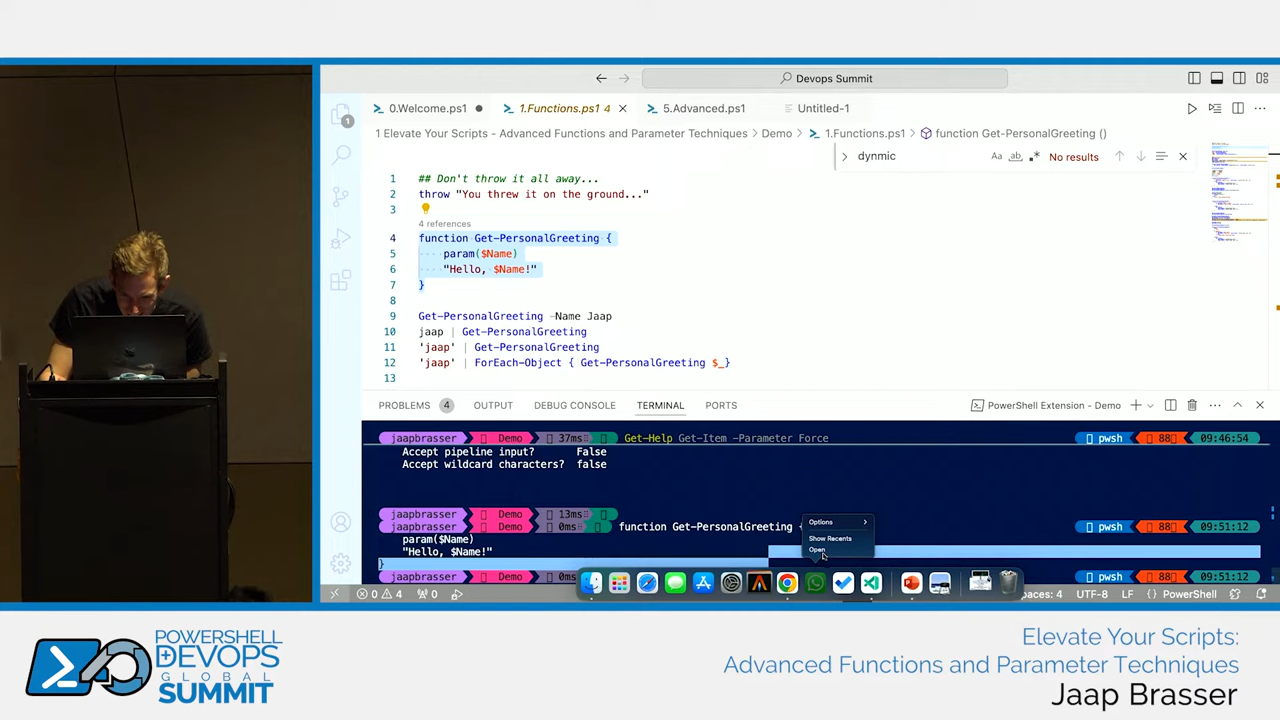 Devops Summit
0.Welcome.ps1
1.Functions.ps1 4
5.Advanced.ps1
Untitled-1
1 Elevate Your Scripts - Advanced Functions and Parameter Techniques > Demo > 1.Functions.ps1 > function Get-PersonalGreeting ()
dynmic
Aa
ab
No results
1 ## Don't throw it all away...
2 throw "You threw it on the ground..."
3
4 references
4 function Get-PersonalGreeting {
5 param($Name)
6 "Hello, $Name!"
7 }
8
9 Get-PersonalGreeting -Name Jaap
10 jaap | Get-PersonalGreeting
11 'jaap' | Get-PersonalGreeting
12 'jaap' | ForEach-Object { Get-PersonalGreeting $_}
13
PROBLEMS 4 OUTPUT DEBUG CONSOLE TERMINAL PORTS
PowerShell Extension - Demo
jaapbrasser Demo 37ms Get-Help Get-Item -Parameter Force pwsh 88 09:46:54
Accept pipeline input? False
Accept wildcard characters? false
jaapbrasser Demo 13ms
jaapbrasser Demo 0ms function Get-PersonalGreeting { pwsh 88 09:51:12
param($Name)
"Hello, $Name!"
}
jaapbrasser Demo 0ms pwsh 88 09:51:12
Options
Show Recents
Open
0 4 0
paces: 4 UTF-8 LF {} PowerShell
POWERSHELL
DEVOPS
GLOBAL
SUMMIT
Elevate Your Scripts:
Advanced Functions and Parameter Techniques
Jaap Brasser